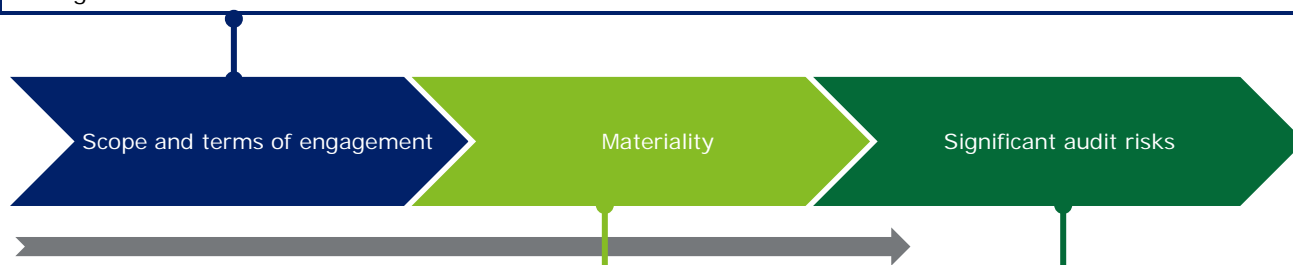 Scope and terms of engagement
Materiality
Significant audit risks